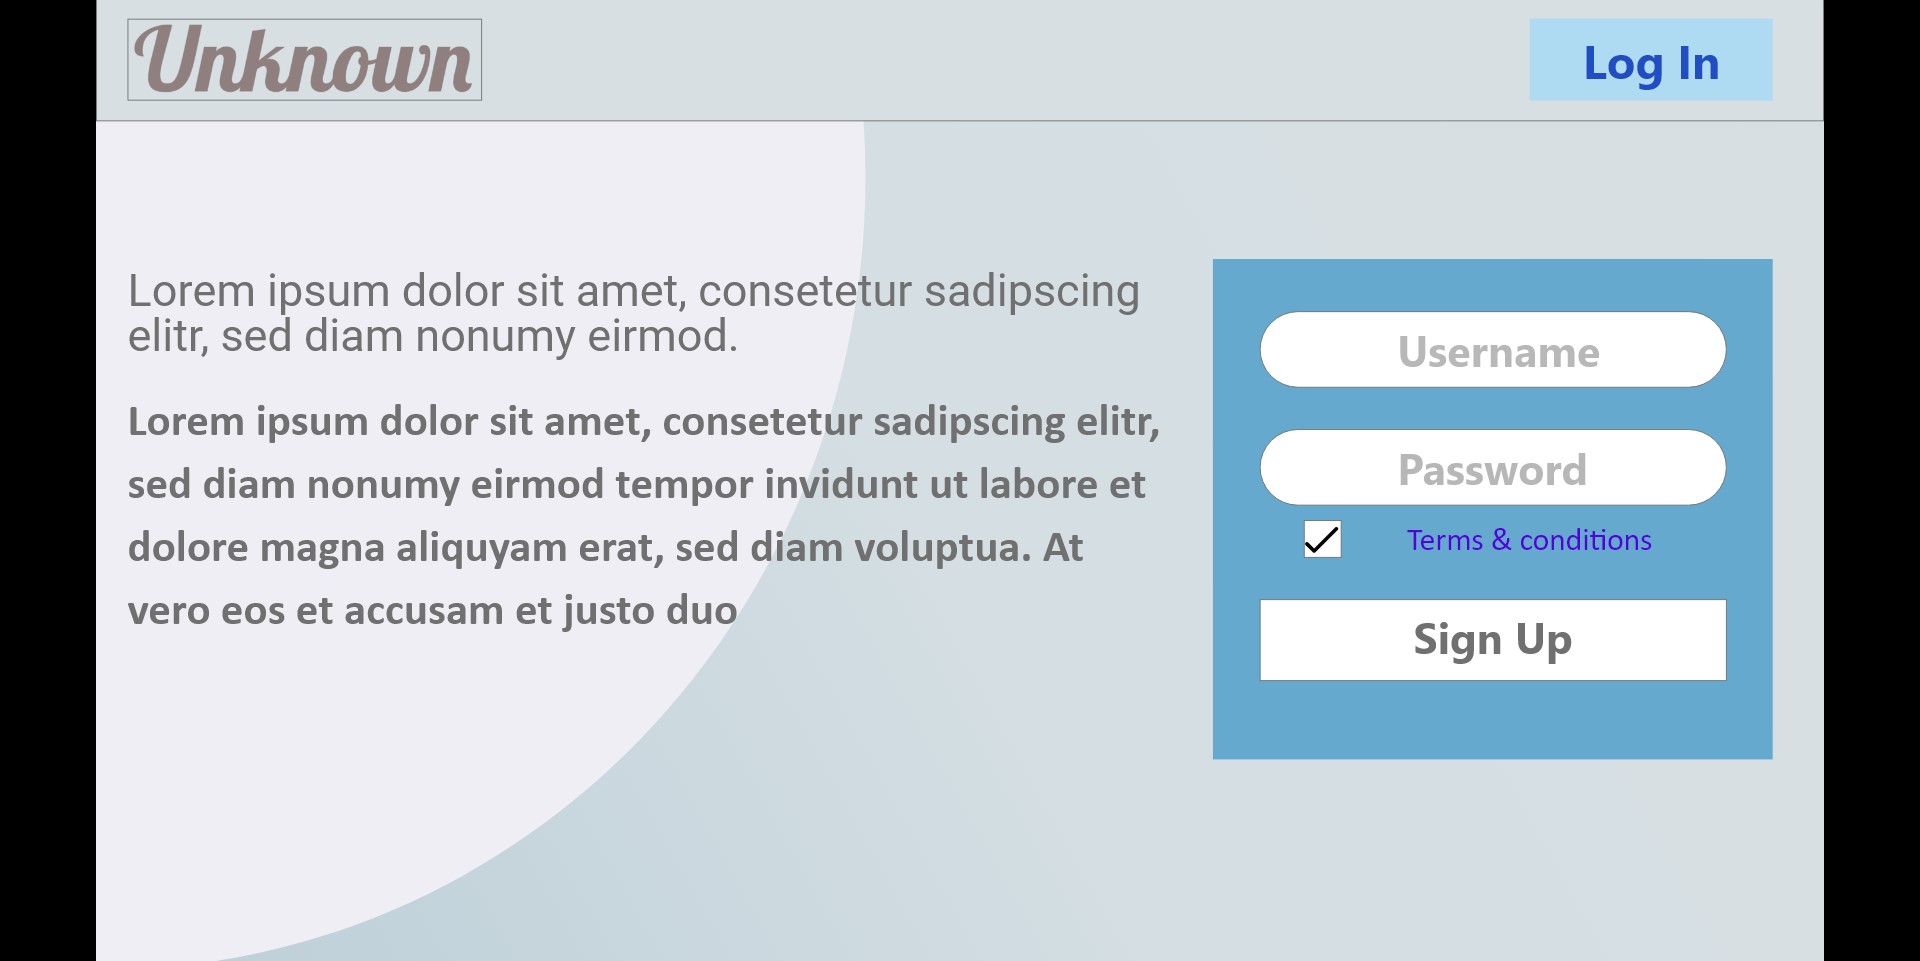 Unknown
Log In
Lorem ipsum dolor sit amet, consetetur sadipscing
elitr, sed diam nonumy eirmod.
Lorem ipsum dolor sit amet, consetetur sadipscing elitr,
sed diam nonumy eirmod tempor invidunt ut labore et
dolore magna aliquyam erat, sed diam voluptua. At
vero eos et accusam et justo duo
Username
Password
Terms & conditions
Sign Up